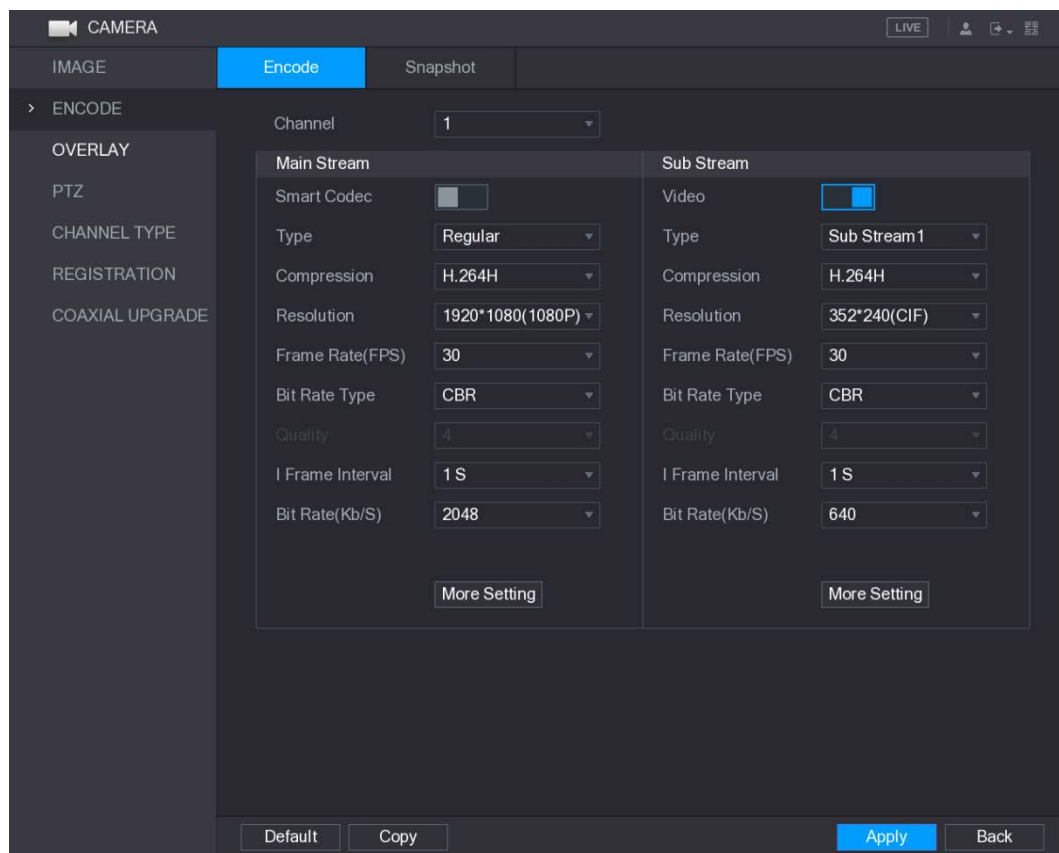 CAMERA
LIVE
IMAGE
ENCODE
OVERLAY
PTZ
CHANNEL TYPE
REGISTRATION
COAXIAL UPGRADE
Encode Snapshot
Channel 1
Main Stream Sub Stream
Smart Codec Video
Type Regular Type Sub Stream1
Compression H.264H Compression H.264H
Resolution 1920*1080(1080P) Resolution 352*240(CIF)
Frame Rate(FPS) 30 Frame Rate(FPS) 30
Bit Rate Type CBR Bit Rate Type CBR
Quality 4 Quality 4
I Frame Interval 1 S I Frame Interval 1 S
Bit Rate(Kb/S) 2048 Bit Rate(Kb/S) 640
More Setting More Setting
Default Copy Apply Back